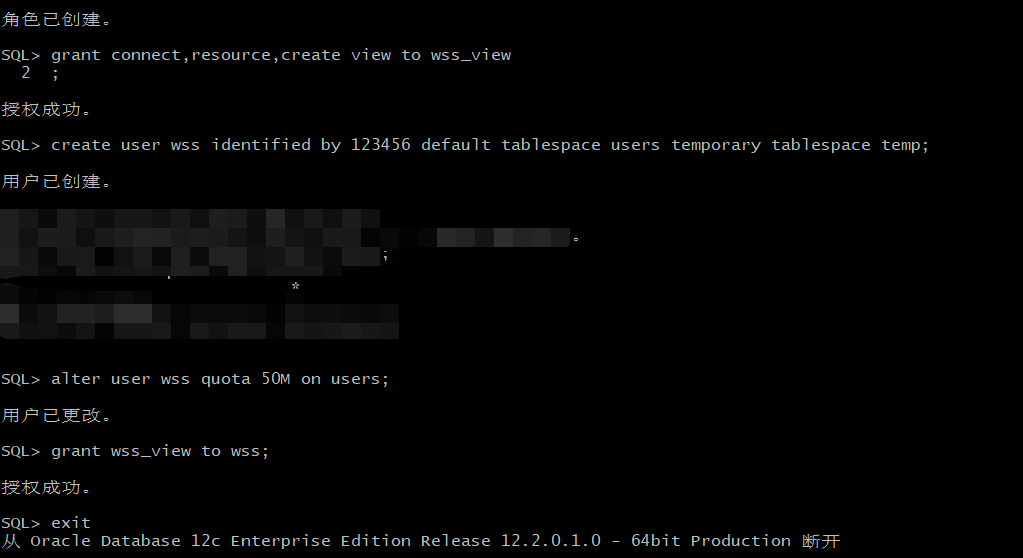 角色已创建。
SQL> grant connect,resource,create view to wss_view
  2  ;
授权成功。
SQL> create user wss identified by 123456 default tablespace users temporary tablespace temp;
用户已创建。
。
;
*
SQL> alter user wss quota 50M on users;
用户已更改。
SQL> grant wss_view to wss;
授权成功。
SQL> exit
从 Oracle Database 12c Enterprise Edition Release 12.2.0.1.0 - 64bit Production 断开